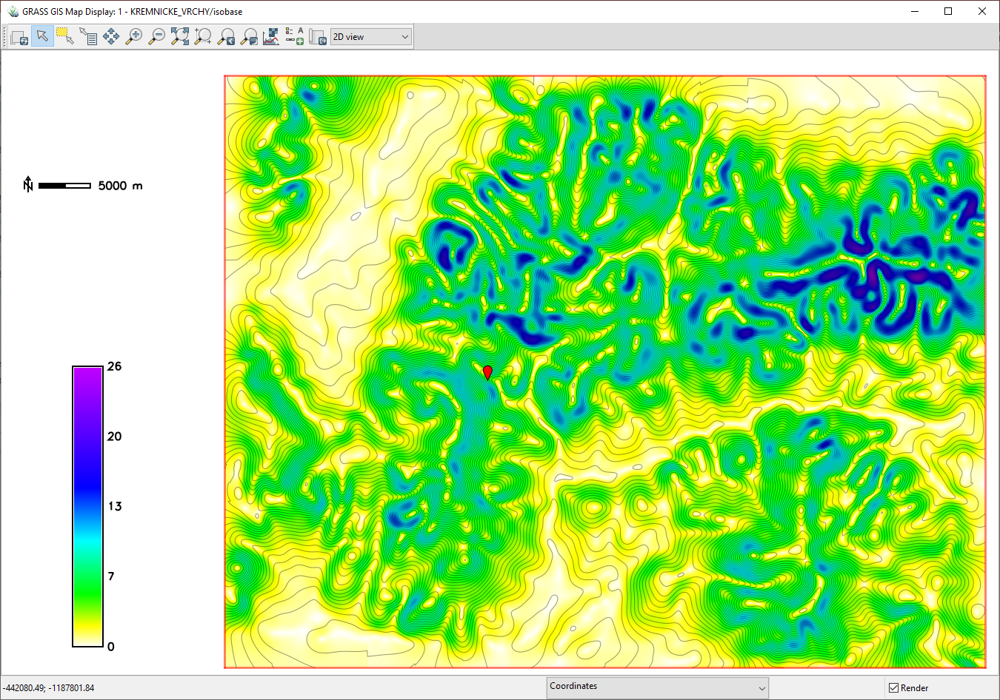 GRASS GIS Map Display: 1 - KREMNICKE_VRCHY/isobase
A
2D view
N
5000 m
26
20
13
7
0
-442080.49; -1187801.84
Coordinates
Render